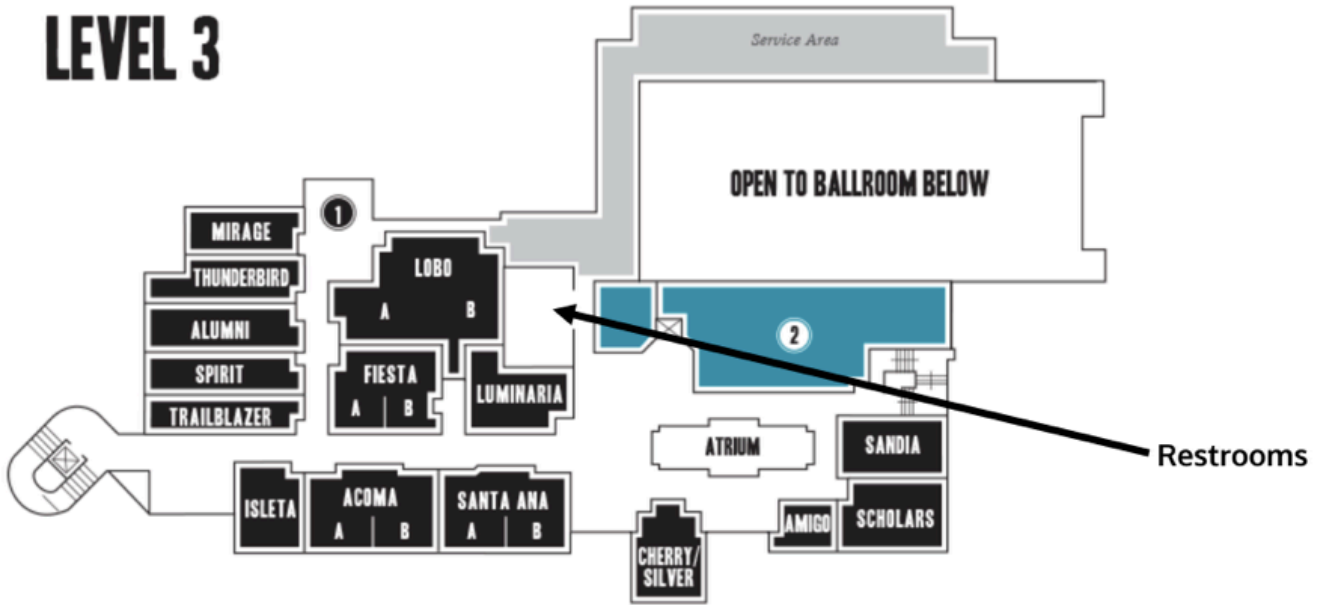 LEVEL 3
Service Area
OPEN TO BALLROOM BELOW
1
MIRAGE
THUNDERBIRD
ALUMNI
SPIRIT
TRAILBLAZER
LOBO
A B
FIESTA
A B
LUMINARIA
2
ATRIUM
SANDIA
Restrooms
ISLETA
ACOMA
A B
SANTA ANA
A B
CHERRY/
SILVER
AMIGO
SCHOLARS